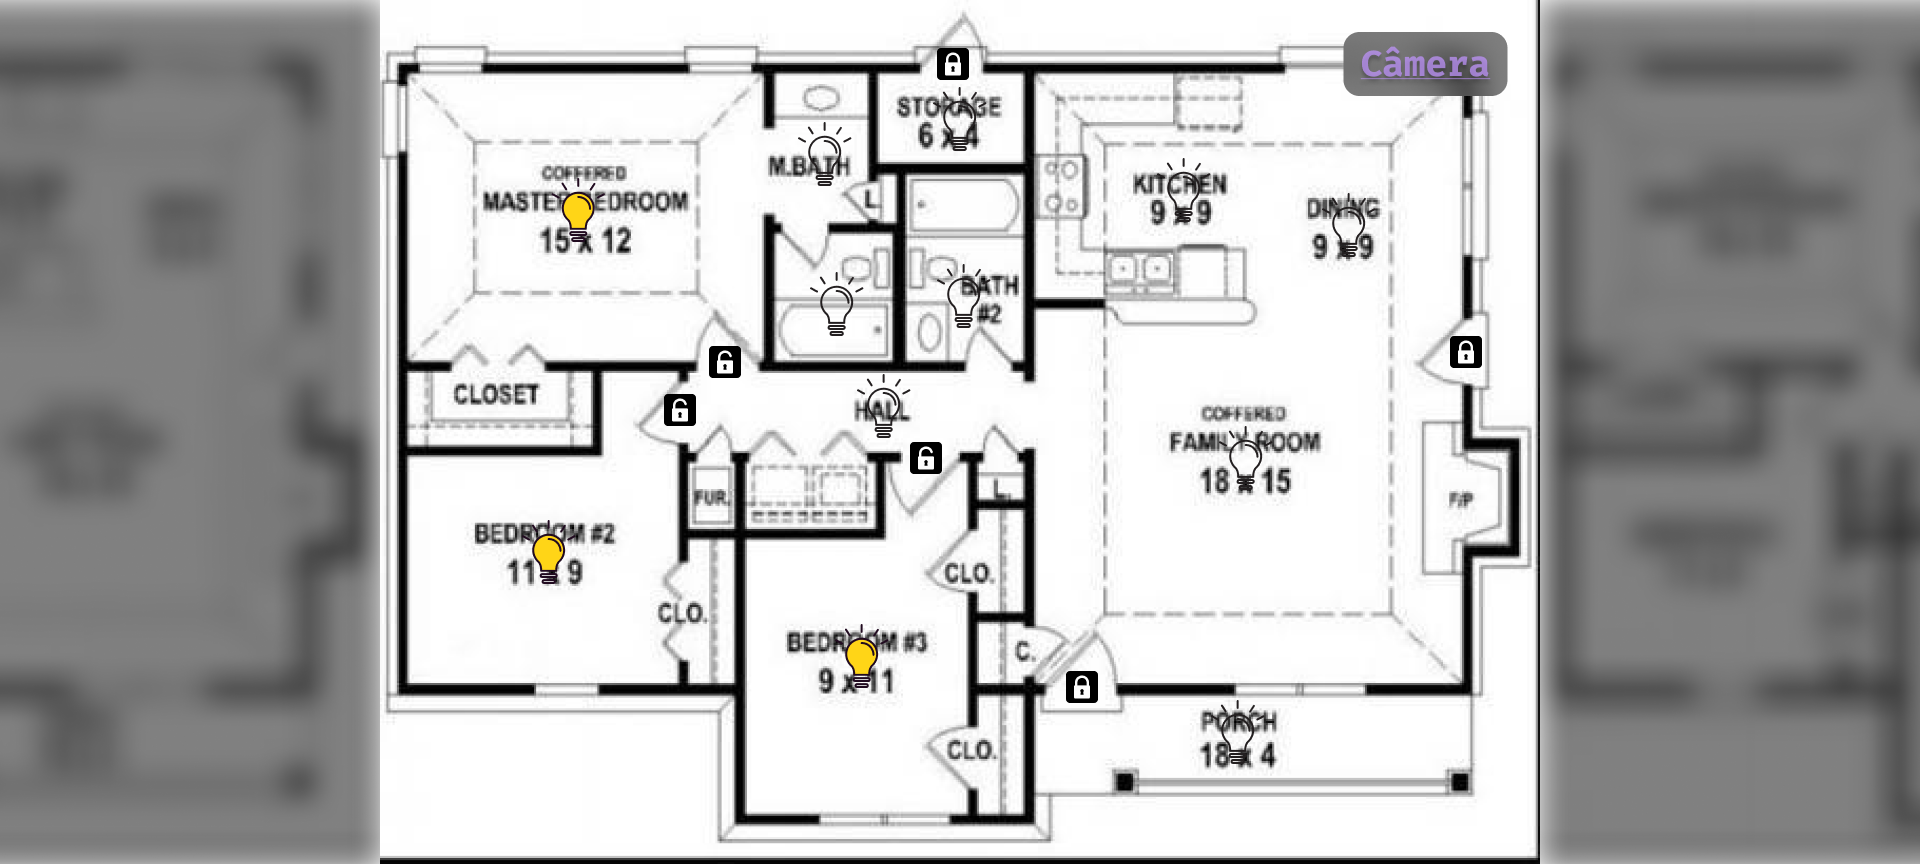 Câmera
STORAGE
6 x 4
M.BATH
L.
COFFERED
MASTER BEDROOM
15 x 12
KITCHEN
9 x 9
DINING
9 x 9
BATH
#2
CLOSET
HALL
COFFERED
FAMILY ROOM
18 x 15
FUR.
L.
F/P
BEDROOM #2
11 x 9
CLO.
CLO.
BEDROOM #3
9 x 11
C.
CLO.
PORCH
18 x 4